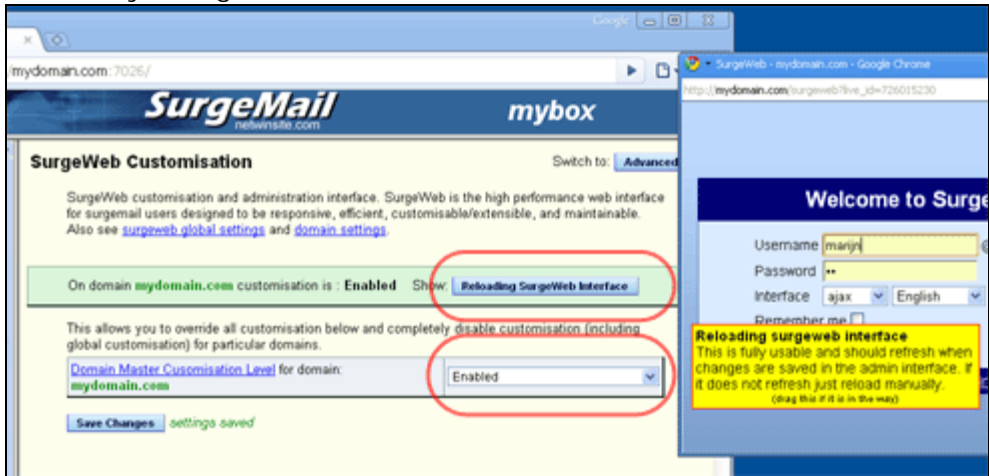 Google
mydomain.com:7026/
SurgeMail
netwinsite.com
mybox
SurgeWeb Customisation
Switch to: Advanced
SurgeWeb customisation and administration interface. SurgeWeb is the high performance web interface
for surgemail users designed to be responsive, efficient, customisable/extensible, and maintainable.
Also see surgeweb global settings and domain settings.
On domain mydomain.com customisation is : Enabled Show: Reloading SurgeWeb Interface
This allows you to override all customisation below and completely disable customisation (including
global customisation) for particular domains.
Domain Master Cusomisation Level for domain:
mydomain.com
Enabled
Save Changes settings saved
SurgeWeb - mydomain.com - Google Chrome
http://mydomain.com/surgeweb?live_id=726015230
Welcome to Surge
Username marijn
Password
Interface ajax English
Remember me
Reloading surgeweb interface
This is fully usable and should refresh when
changes are saved in the admin interface. If
it does not refresh just reload manually.
(drag this if it is in the way)